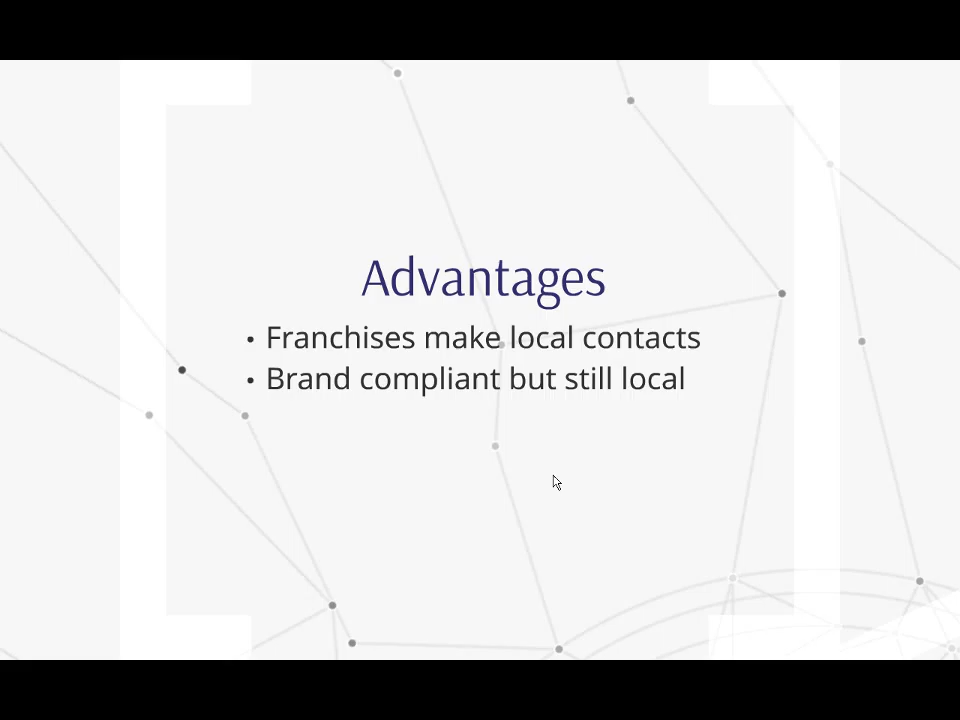 Advantages
• Franchises make local contacts
• Brand compliant but still local